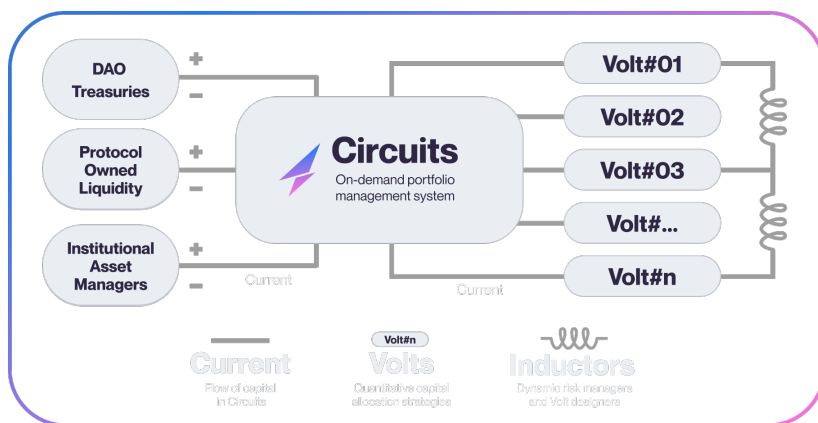 DAO
Treasuries
+
−
Protocol
Owned
Liquidity
+
−
Institutional
Asset
Managers
+
−
Circuits
On-demand portfolio
management system
Current
Current
Volt#01
Volt#02
Volt#03
Volt#...
Volt#n
Current
Flow of capital
in Circuits
Volt#n
Volts
Quantitative capital
allocation strategies
Inductors
Dynamic risk managers
and Volt designers